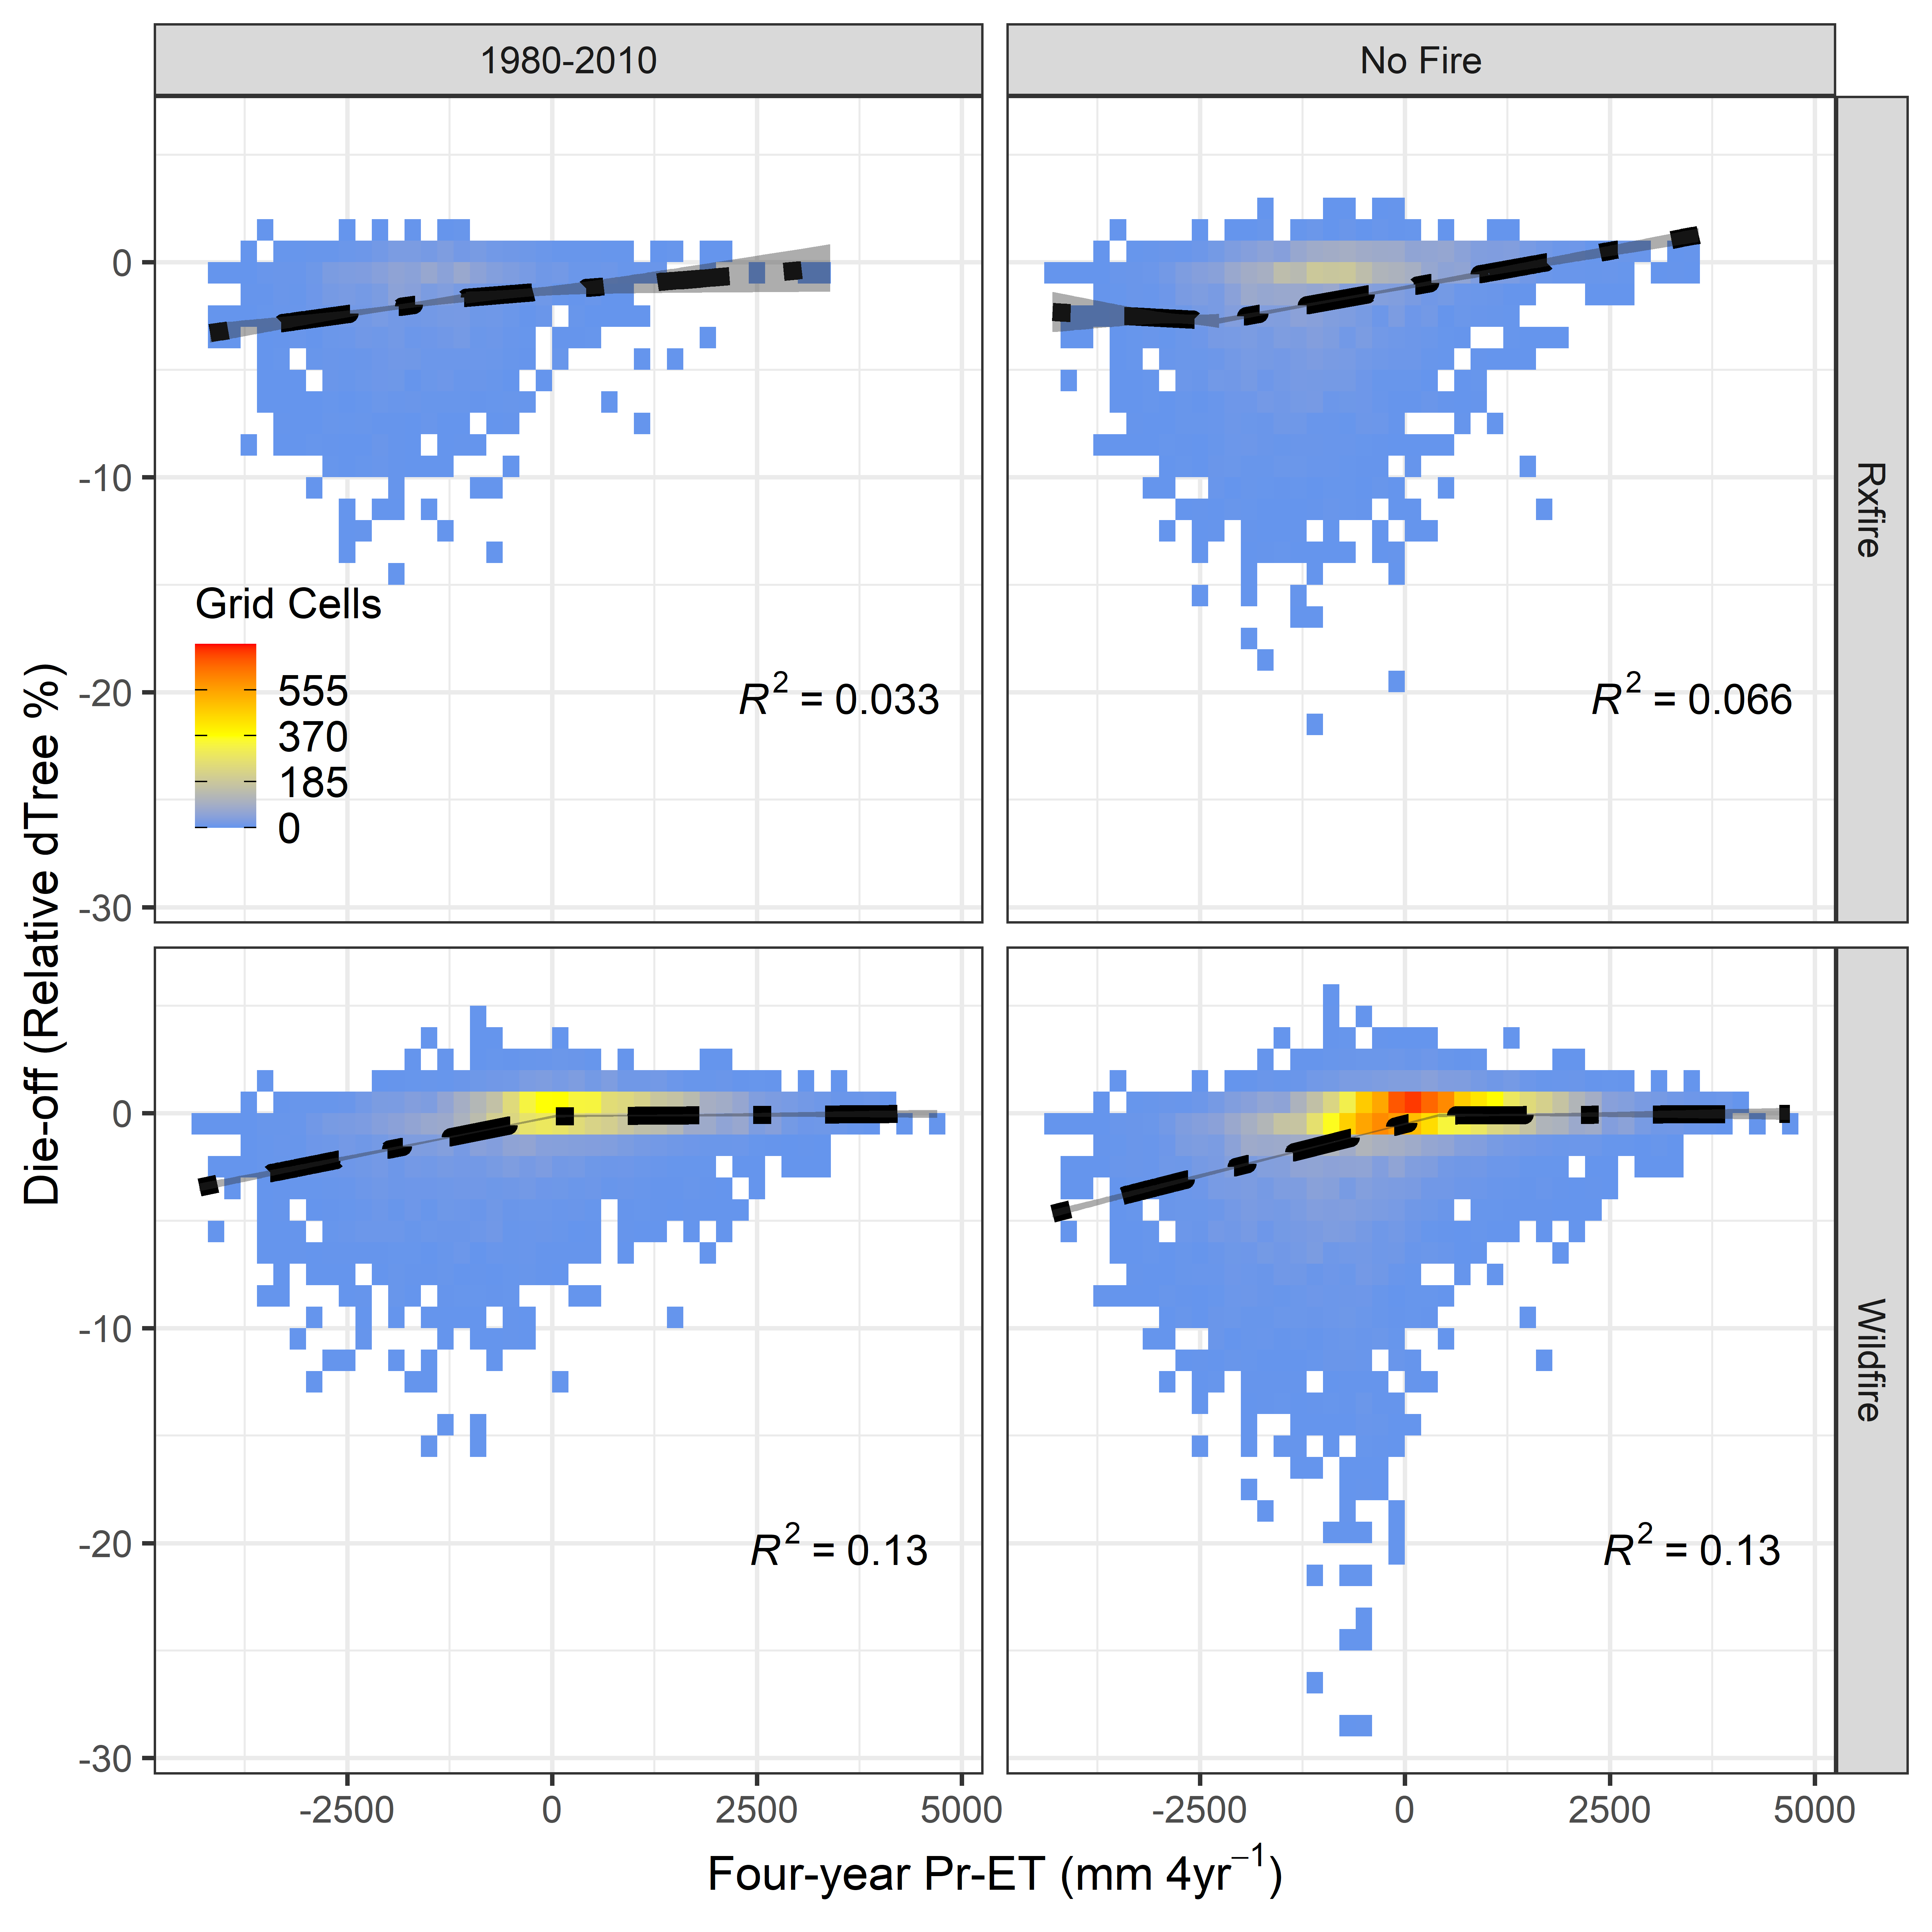 1980-2010
No Fire
Rxfire
Wildfire
Die-off (Relative dTree %)
0
-10
-20
-30
Grid Cells
555
370
185
0
R² = 0.033
R² = 0.066
0
-10
-20
-30
R² = 0.13
R² = 0.13
-2500 0 2500 5000
-2500 0 2500 5000
Four-year Pr-ET (mm 4yr⁻¹)